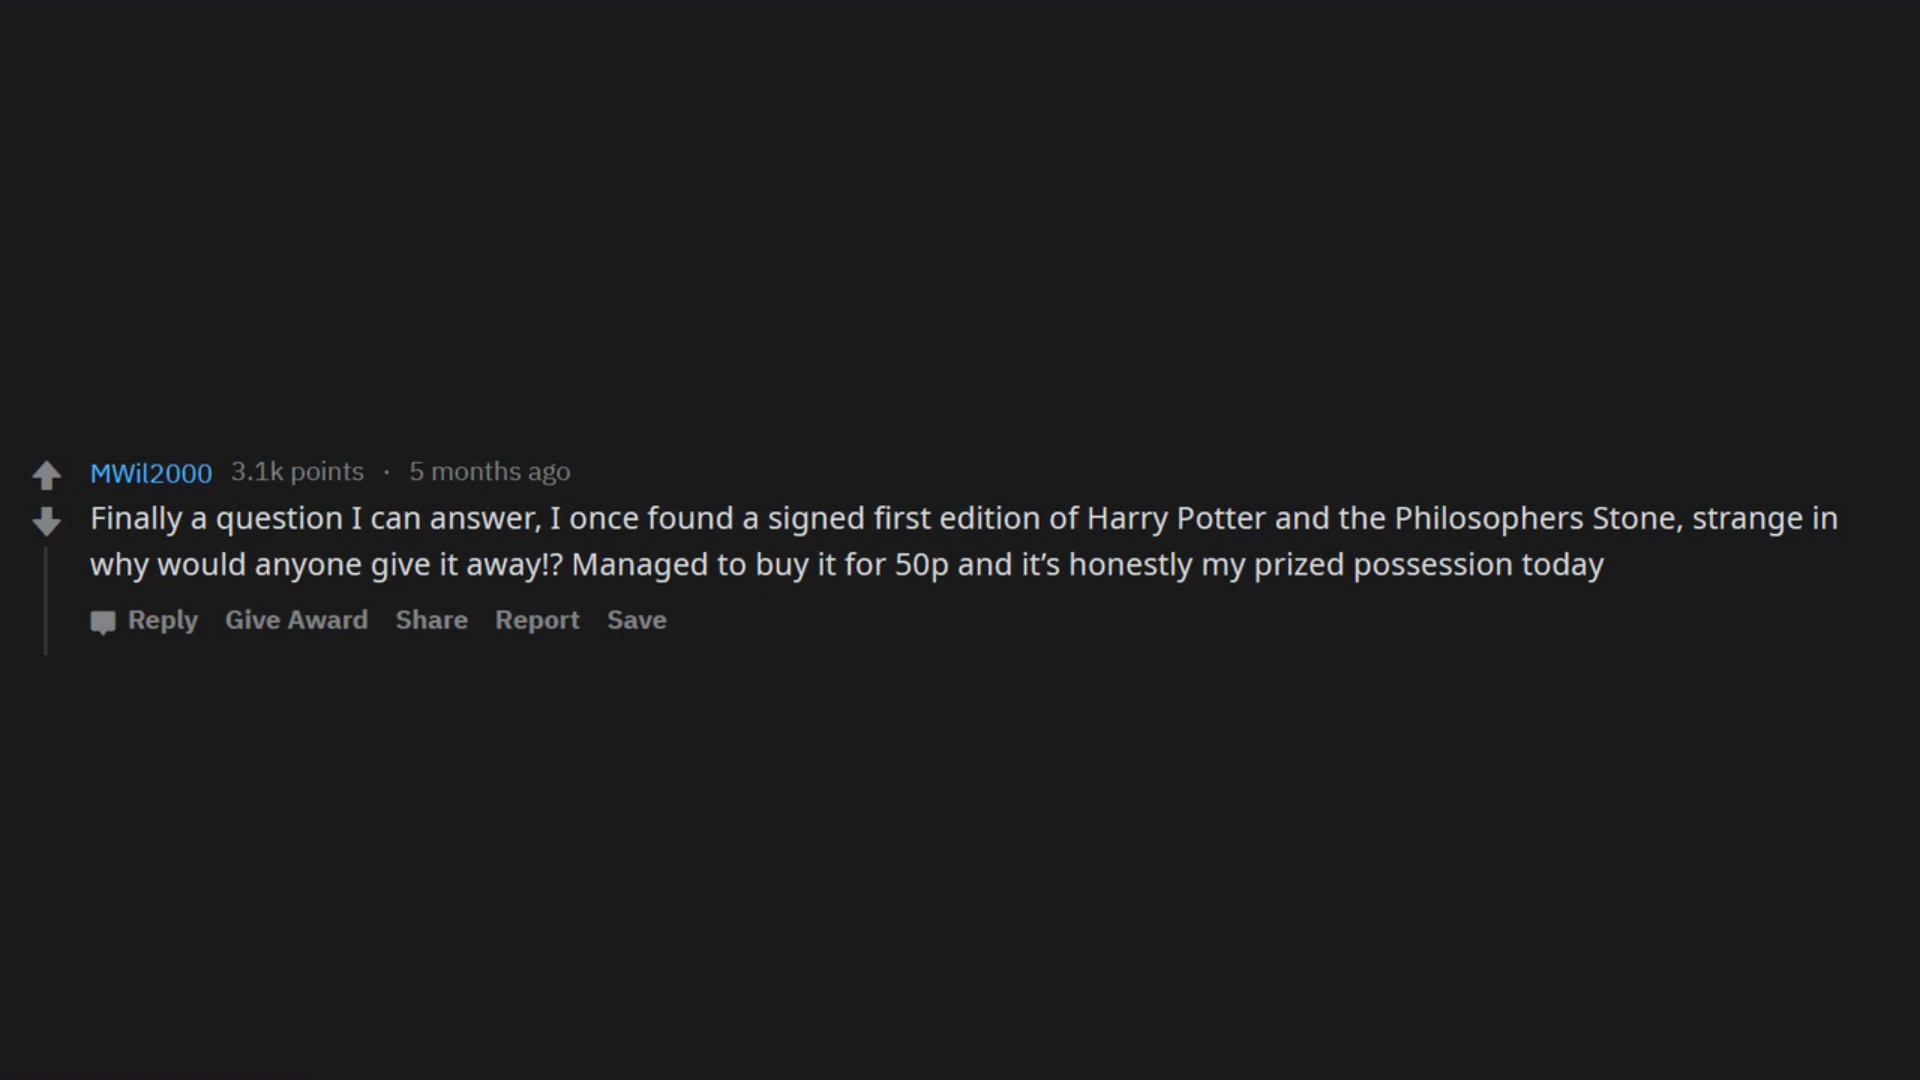 MWil2000 3.1k points · 5 months ago
Finally a question I can answer, I once found a signed first edition of Harry Potter and the Philosophers Stone, strange in
why would anyone give it away!? Managed to buy it for 50p and it’s honestly my prized possession today
Reply Give Award Share Report Save